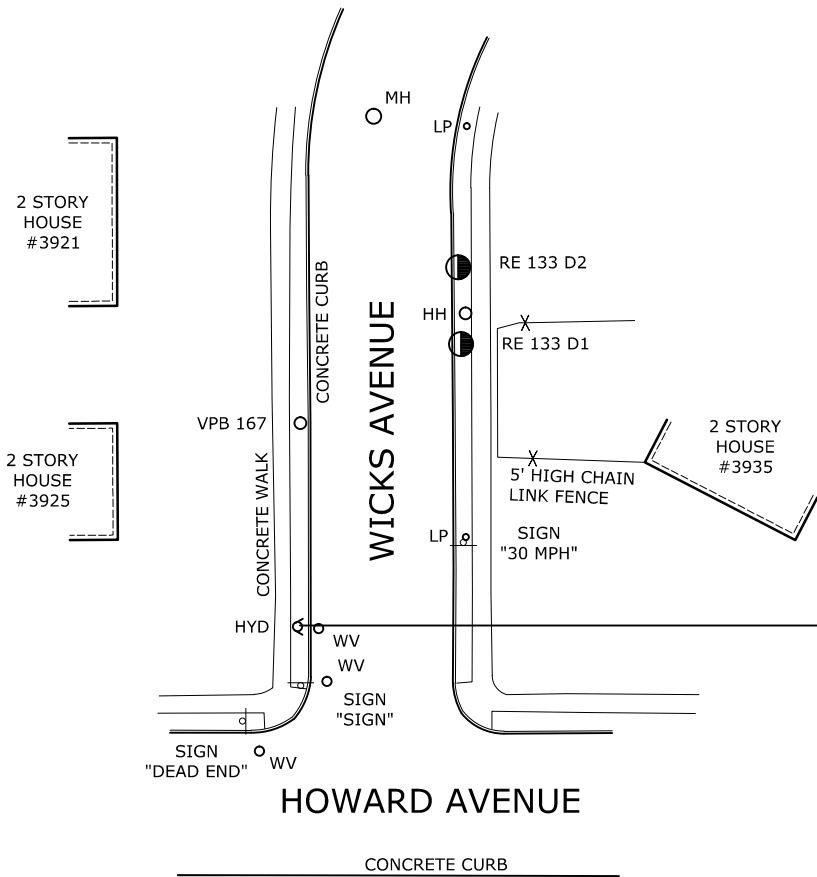 MH
LP
2 STORY
HOUSE
#3921
RE 133 D2
CONCRETE CURB
HH
WICKS AVENUE
RE 133 D1
VPB 167
2 STORY
HOUSE
#3935
2 STORY
HOUSE
#3925
CONCRETE WALK
5' HIGH CHAIN
LINK FENCE
LP
SIGN
"30 MPH"
HYD
WV
WV
SIGN
"SIGN"
SIGN
"DEAD END"
WV
HOWARD AVENUE
CONCRETE CURB